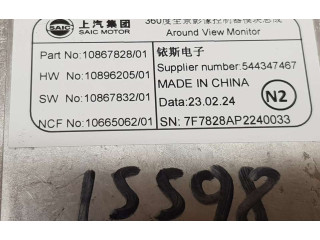 SAIC 上汽集团
SAIC MOTOR
360度全景影像控制器模块总成
Around View Monitor
Part No:10867828/01
依斯电子
HW No:10896205/01
Supplier number:544347467
SW No:10867832/01
MADE IN CHINA
Data:23.02.24
N2
NCF No:10665062/01
SN: 7F7828AP2240033
15598